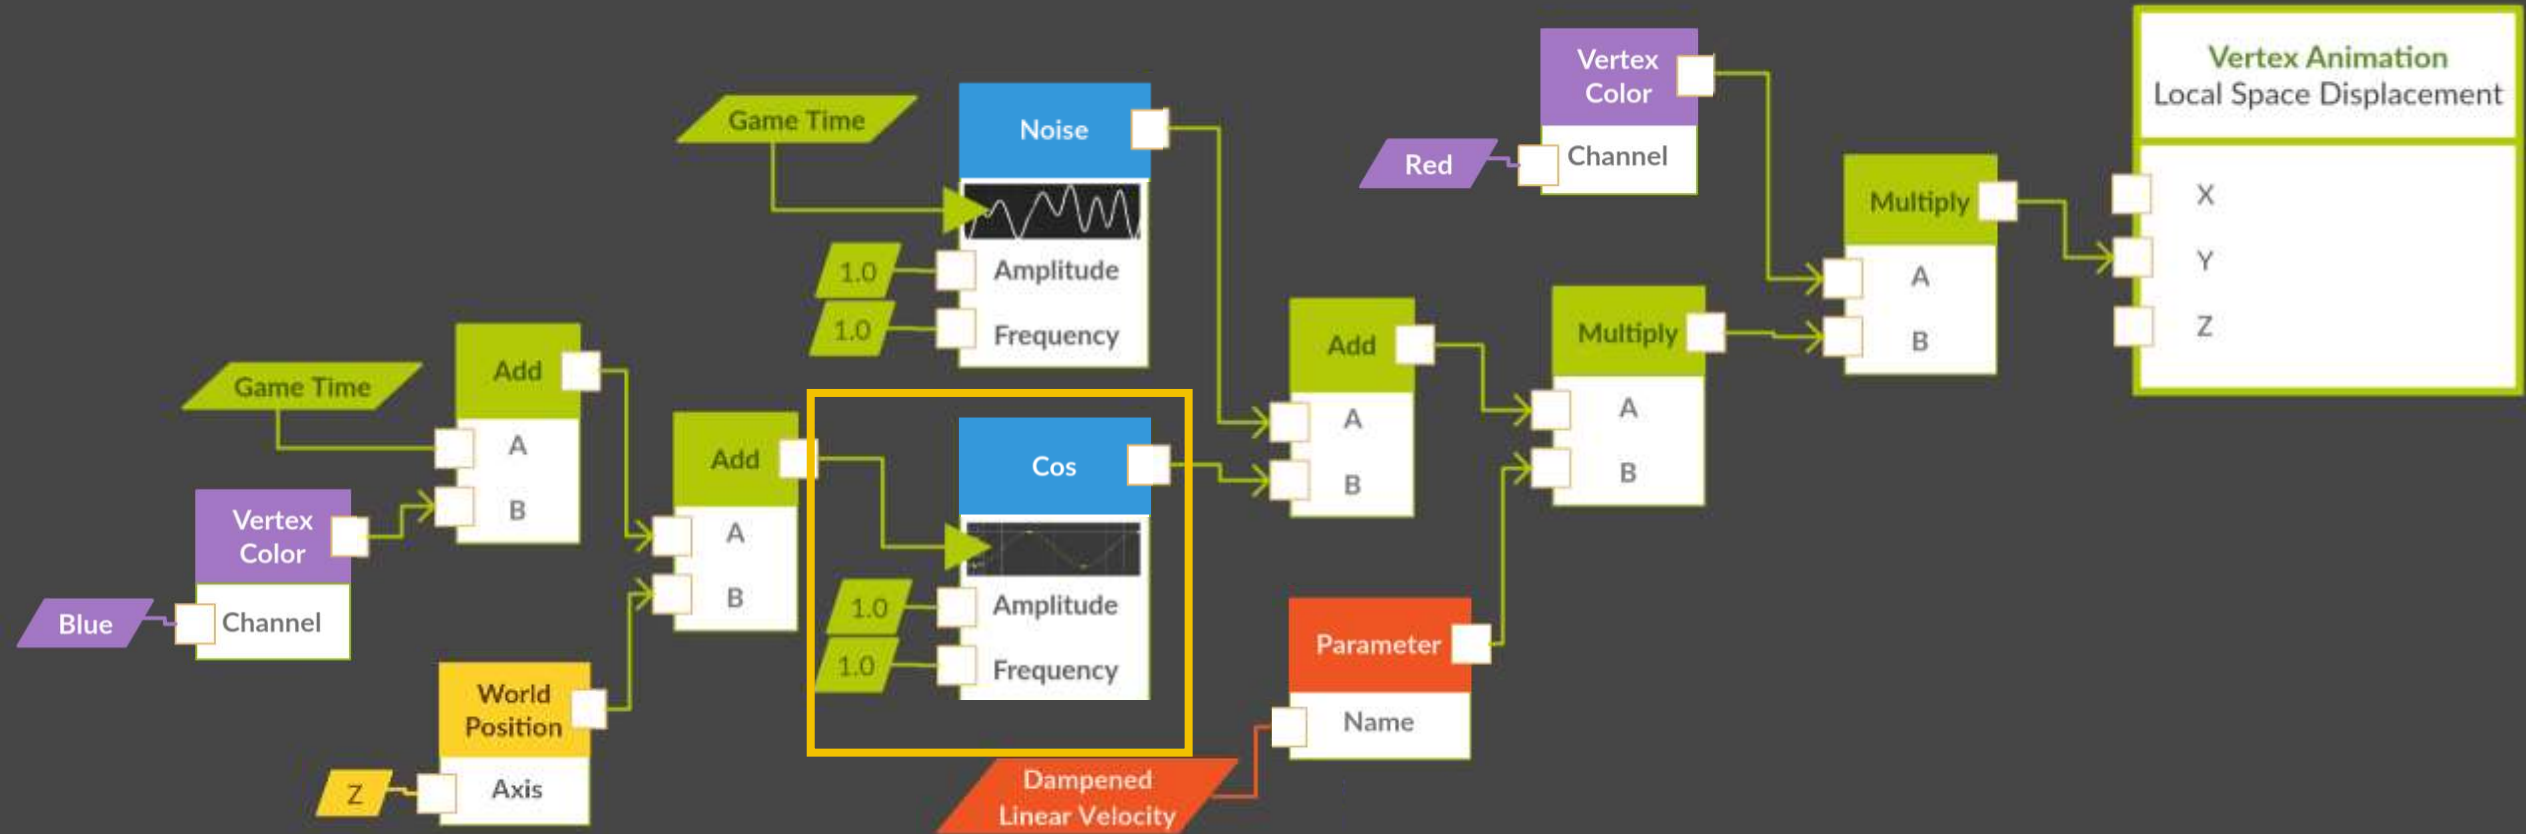 Game Time
Noise
Amplitude
1.0
Frequency
1.0
Vertex
Color
Channel
Red
Multiply
A
B
Vertex Animation
Local Space Displacement
X
Y
Z
Game Time
Add
A
B
Vertex
Color
Channel
Blue
Add
A
B
World
Position
Axis
Z
Cos
Amplitude
1.0
Frequency
1.0
Add
A
B
Multiply
A
B
Parameter
Name
Dampened
Linear Velocity